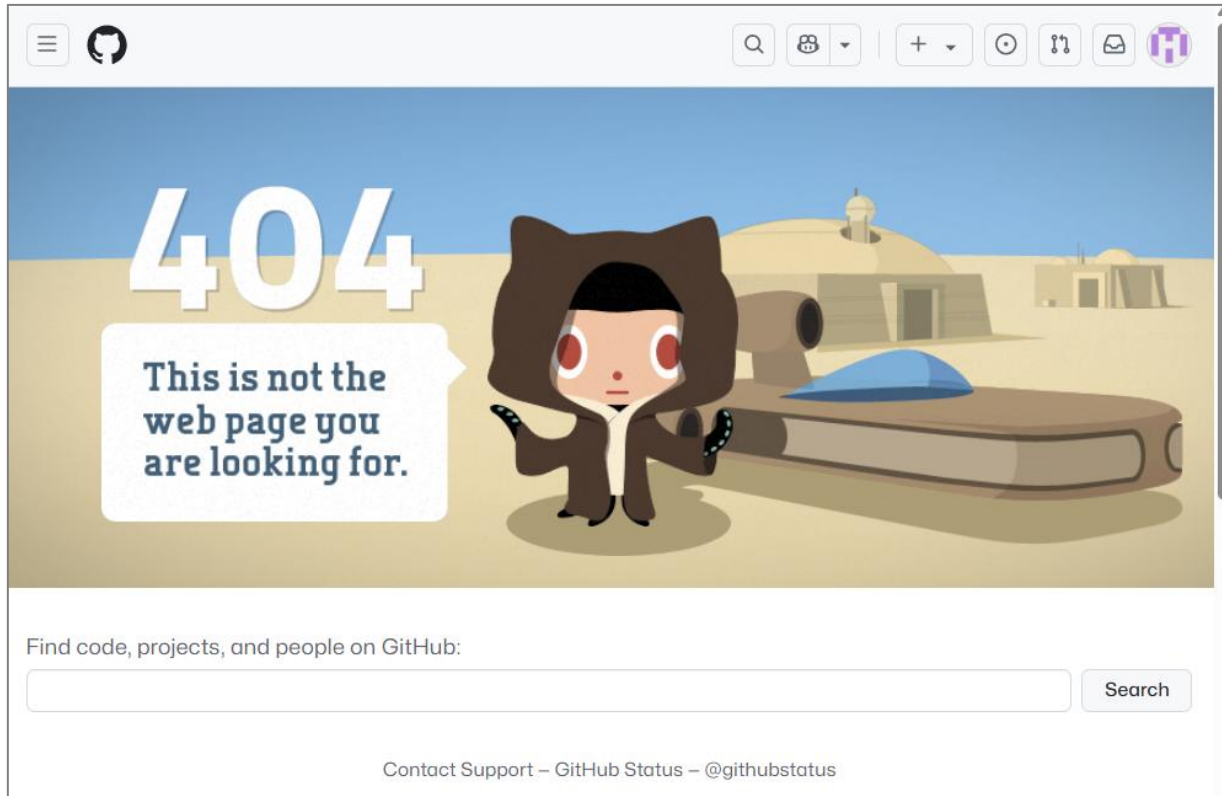 404
This is not the
web page you
are looking for.
Find code, projects, and people on GitHub:
Search
Contact Support – GitHub Status – @githubstatus